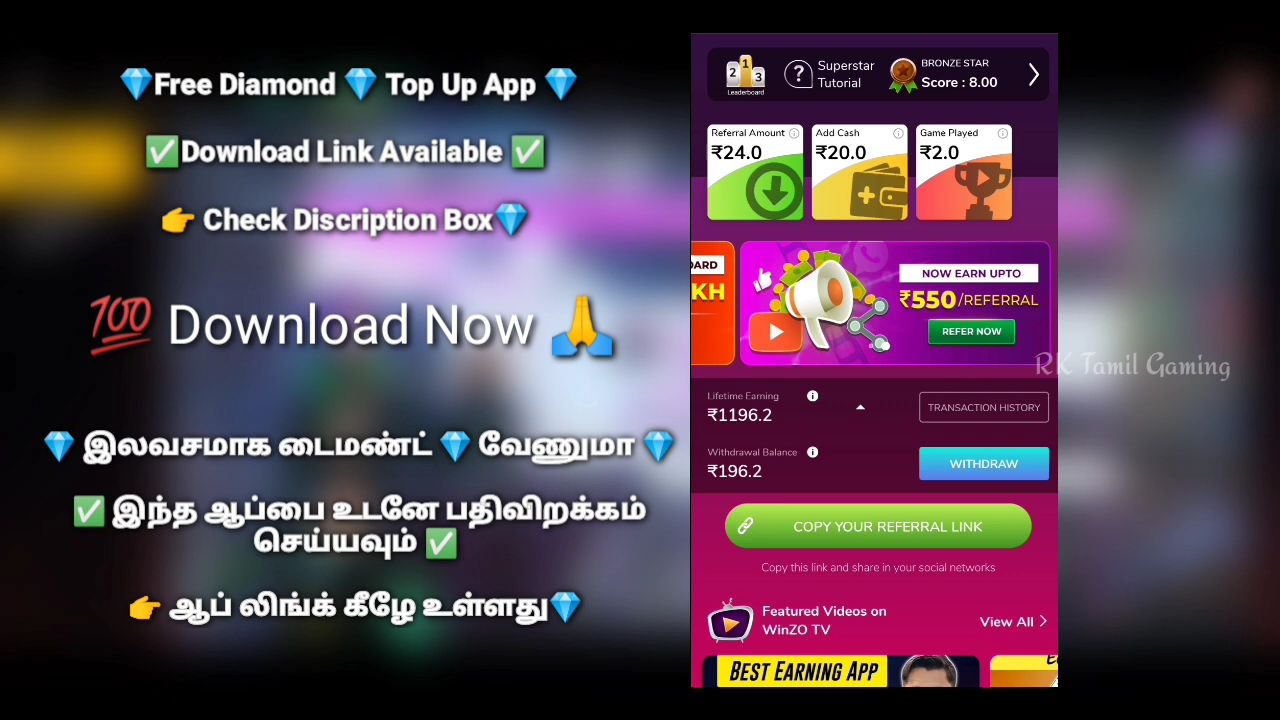 💎Free Diamond 💎 Top Up App 💎
✅Download Link Available ✅
👉 Check Discription Box💎
💯 Download Now 🙏
💎 இலவசமாக டைமண்ட் 💎 வேணுமா 💎
✅ இந்த ஆப்பை உடனே பதிவிறக்கம்
செய்யவும் ✅
👉 ஆப் லிங்க் கீழே உள்ளது💎
2 1 3
Leaderboard
? Superstar
Tutorial
BRONZE STAR
Score : 8.00
Referral Amount
₹24.0
Add Cash
₹20.0
Game Played
₹2.0
NOW EARN UPTO
₹550/REFERRAL
REFER NOW
RK Tamil Gaming
Lifetime Earning
₹1196.2
TRANSACTION HISTORY
Withdrawal Balance
₹196.2
WITHDRAW
COPY YOUR REFERRAL LINK
Copy this link and share in your social networks
Featured Videos on
WinZO TV
View All
BEST EARNING APP